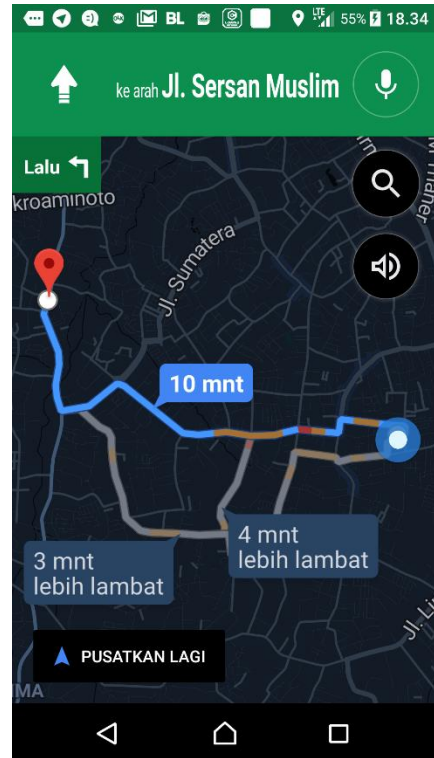 BL
LTE
55%
18.34
ke arah Jl. Sersan Muslim
Lalu
kroaminoto
Jl. Sumatera
10 mnt
4 mnt
lebih lambat
3 mnt
lebih lambat
PUSATKAN LAGI